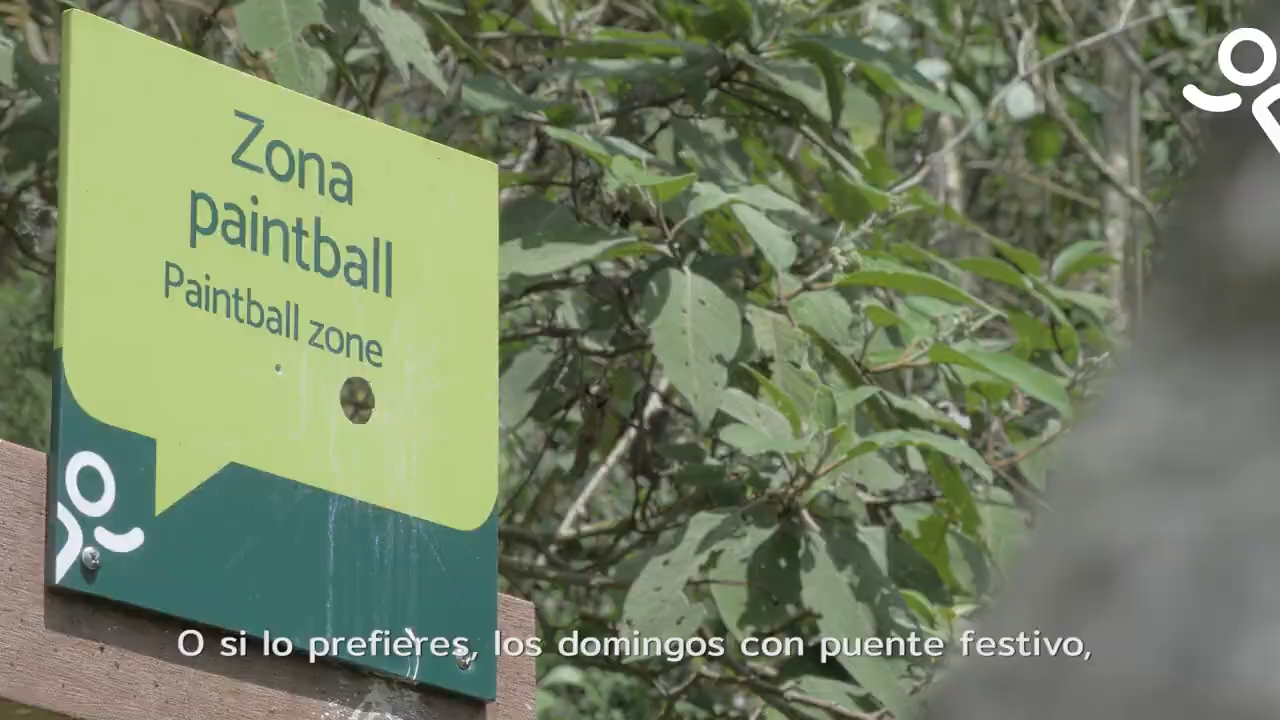 Zona
paintball
Paintball zone
O si lo prefieres, los domingos con puente festivo,